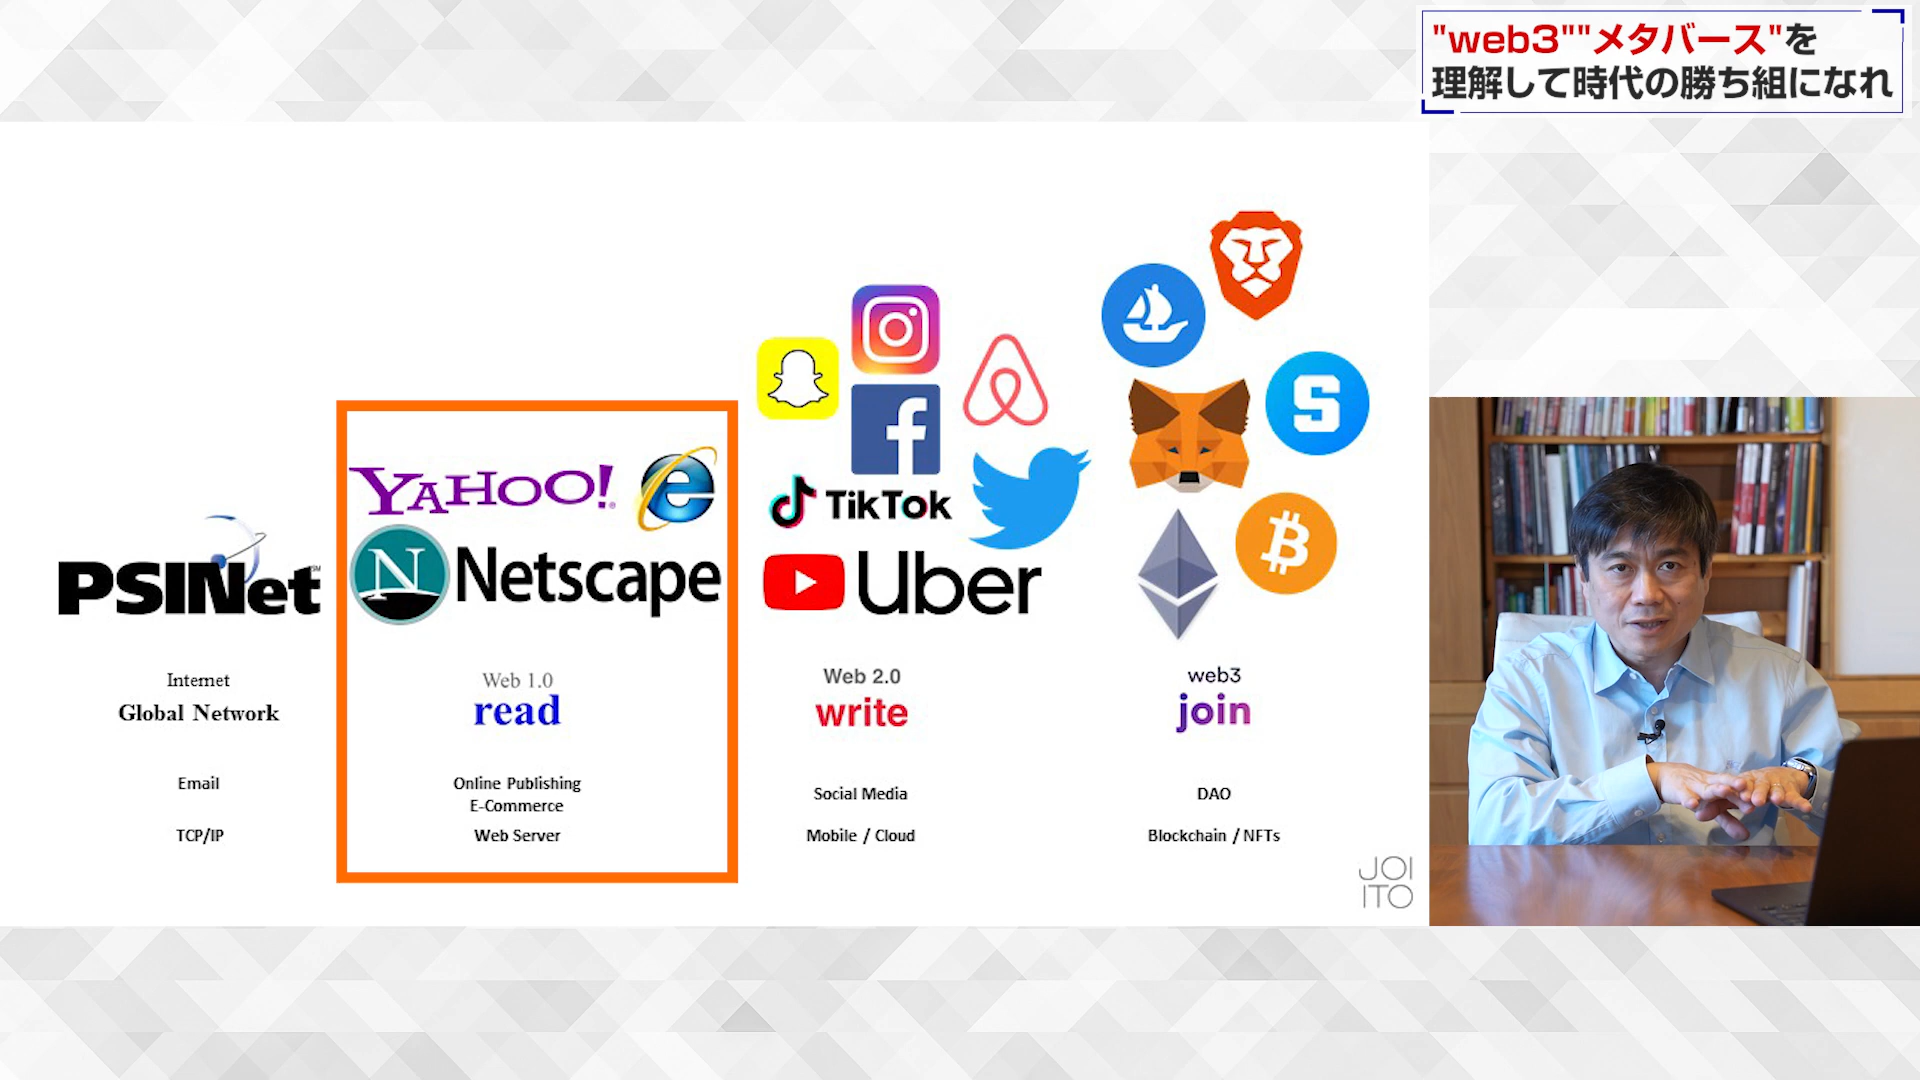 "web3""メタバース"を
理解して時代の勝ち組になれ
PSINet
Internet
Global Network
Email
TCP/IP
YAHOO!
N Netscape
Web 1.0
read
Online Publishing
E-Commerce
Web Server
TikTok
Uber
Web 2.0
write
Social Media
Mobile / Cloud
web3
join
DAO
Blockchain / NFTs
JOI
ITO